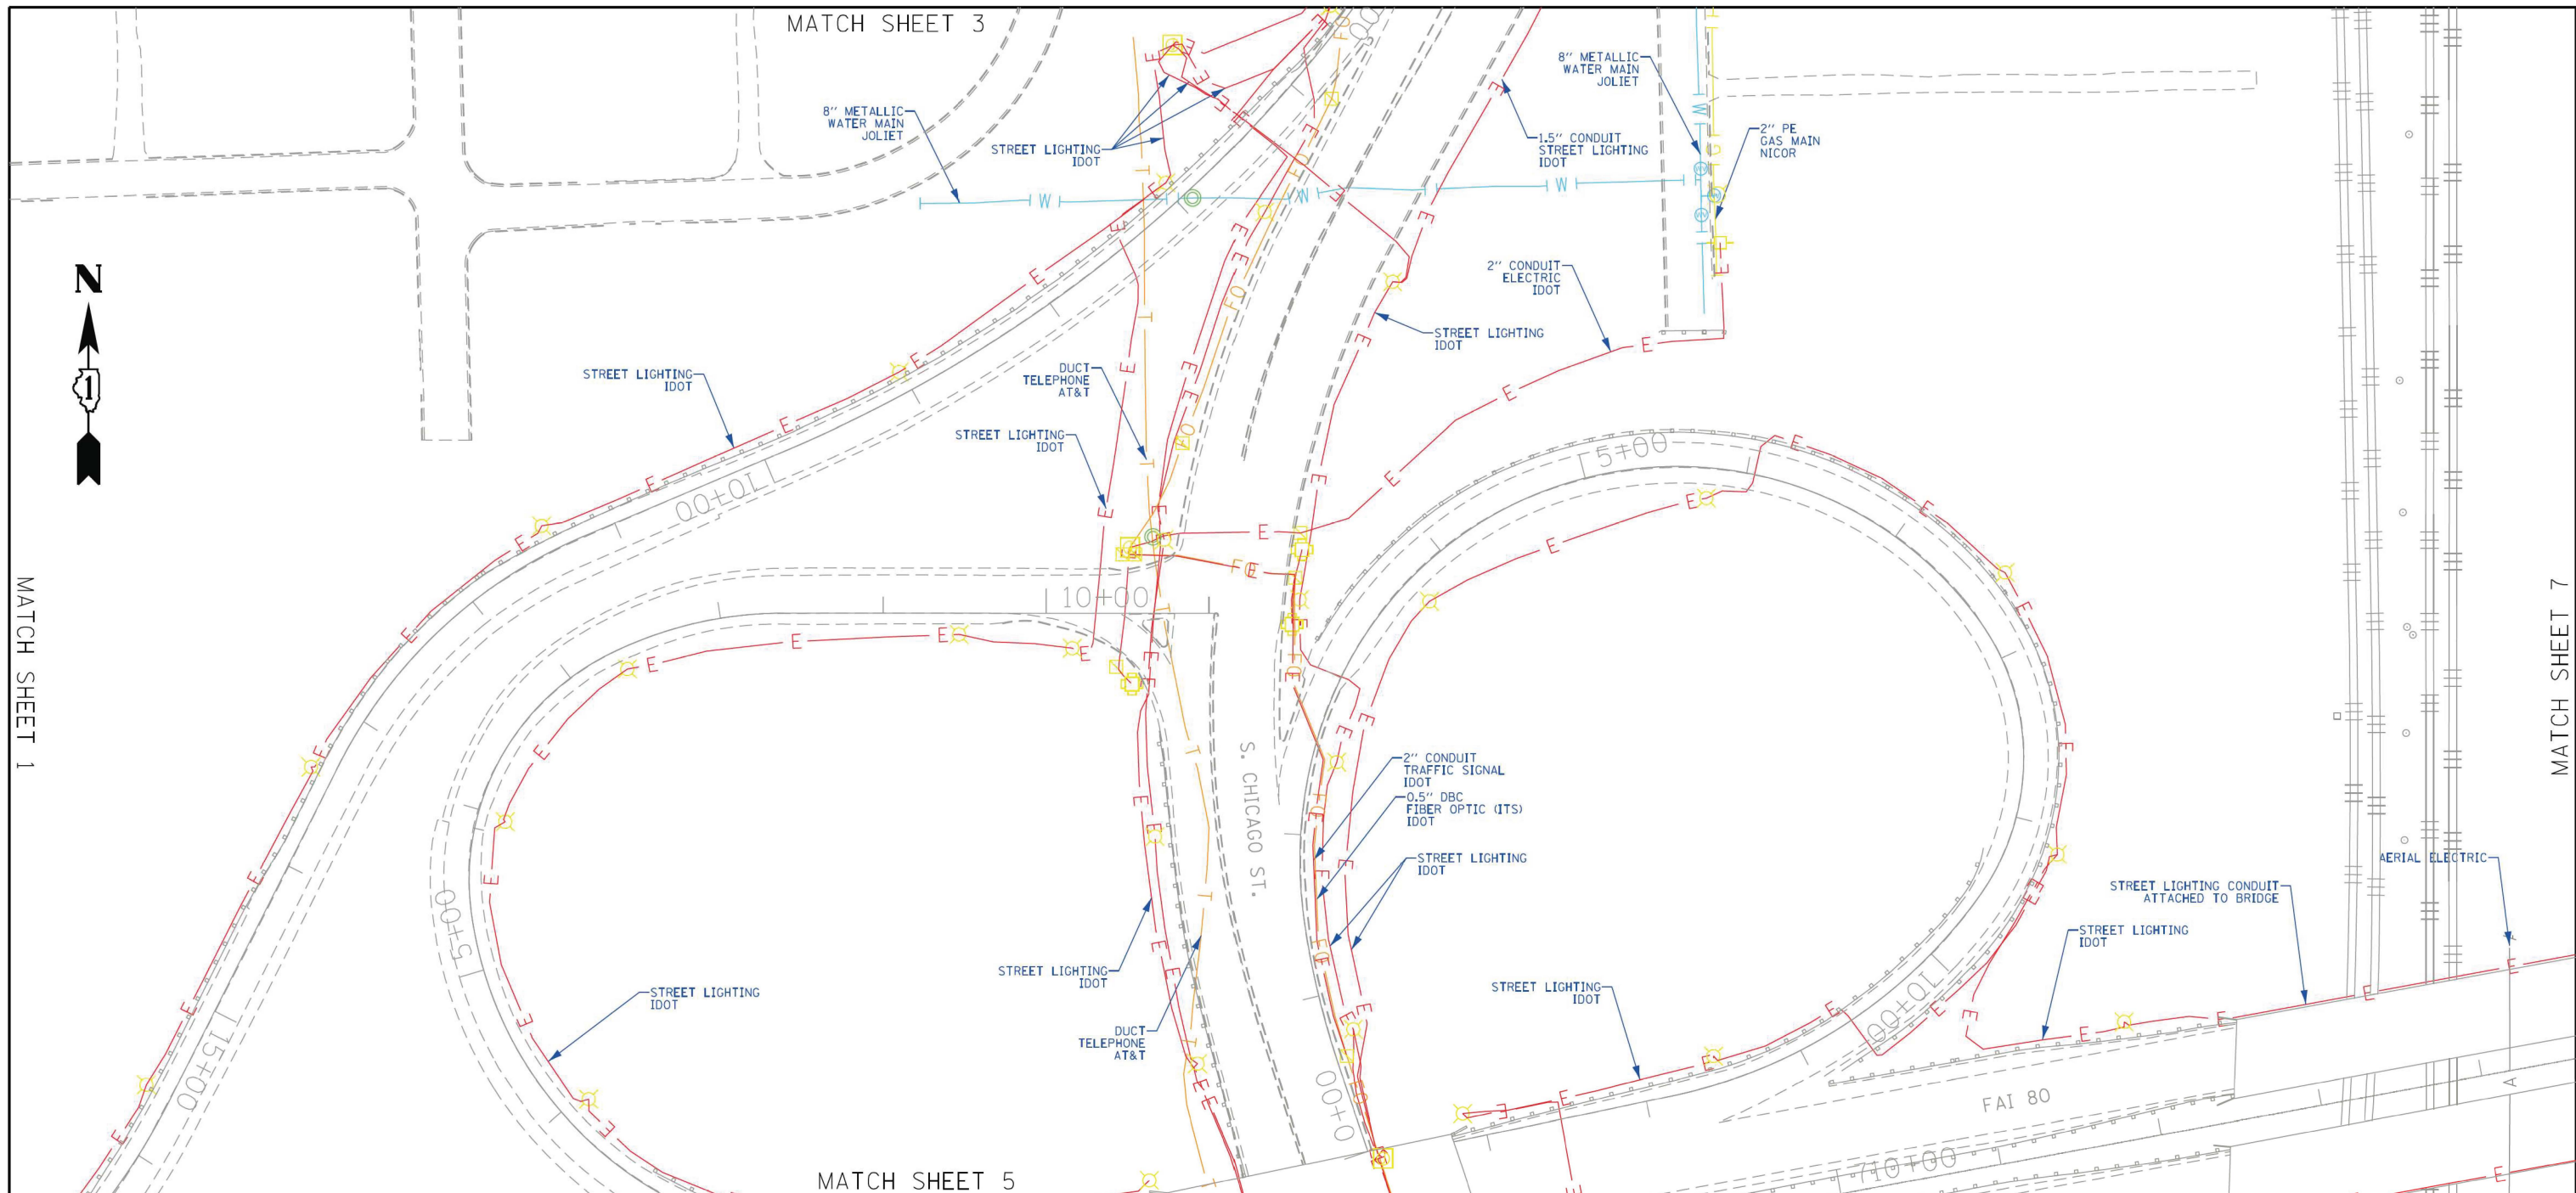 MATCH SHEET 3
8" METALLIC
WATER MAIN
JOLIET
STREET LIGHTING
IDOT
8" METALLIC
WATER MAIN
JOLIET
1.5" CONDUIT
STREET LIGHTING
IDOT
2" PE
GAS MAIN
NICOR
N
1
2" CONDUIT
ELECTRIC
IDOT
STREET LIGHTING
IDOT
STREET LIGHTING
IDOT
DUCT
TELEPHONE
AT&T
STREET LIGHTING
IDOT
5+00
10+00
10+00
MATCH SHEET 1
MATCH SHEET 7
S. CHICAGO ST.
2" CONDUIT
TRAFFIC SIGNAL
IDOT
0.5" DBC
FIBER OPTIC (ITS)
IDOT
STREET LIGHTING
IDOT
AERIAL ELECTRIC
STREET LIGHTING CONDUIT
ATTACHED TO BRIDGE
STREET LIGHTING
IDOT
5+00
STREET LIGHTING
IDOT
STREET LIGHTING
IDOT
STREET LIGHTING
IDOT
10+00
DUCT
TELEPHONE
AT&T
15+00
0+00
FAI 80
710+00
MATCH SHEET 5